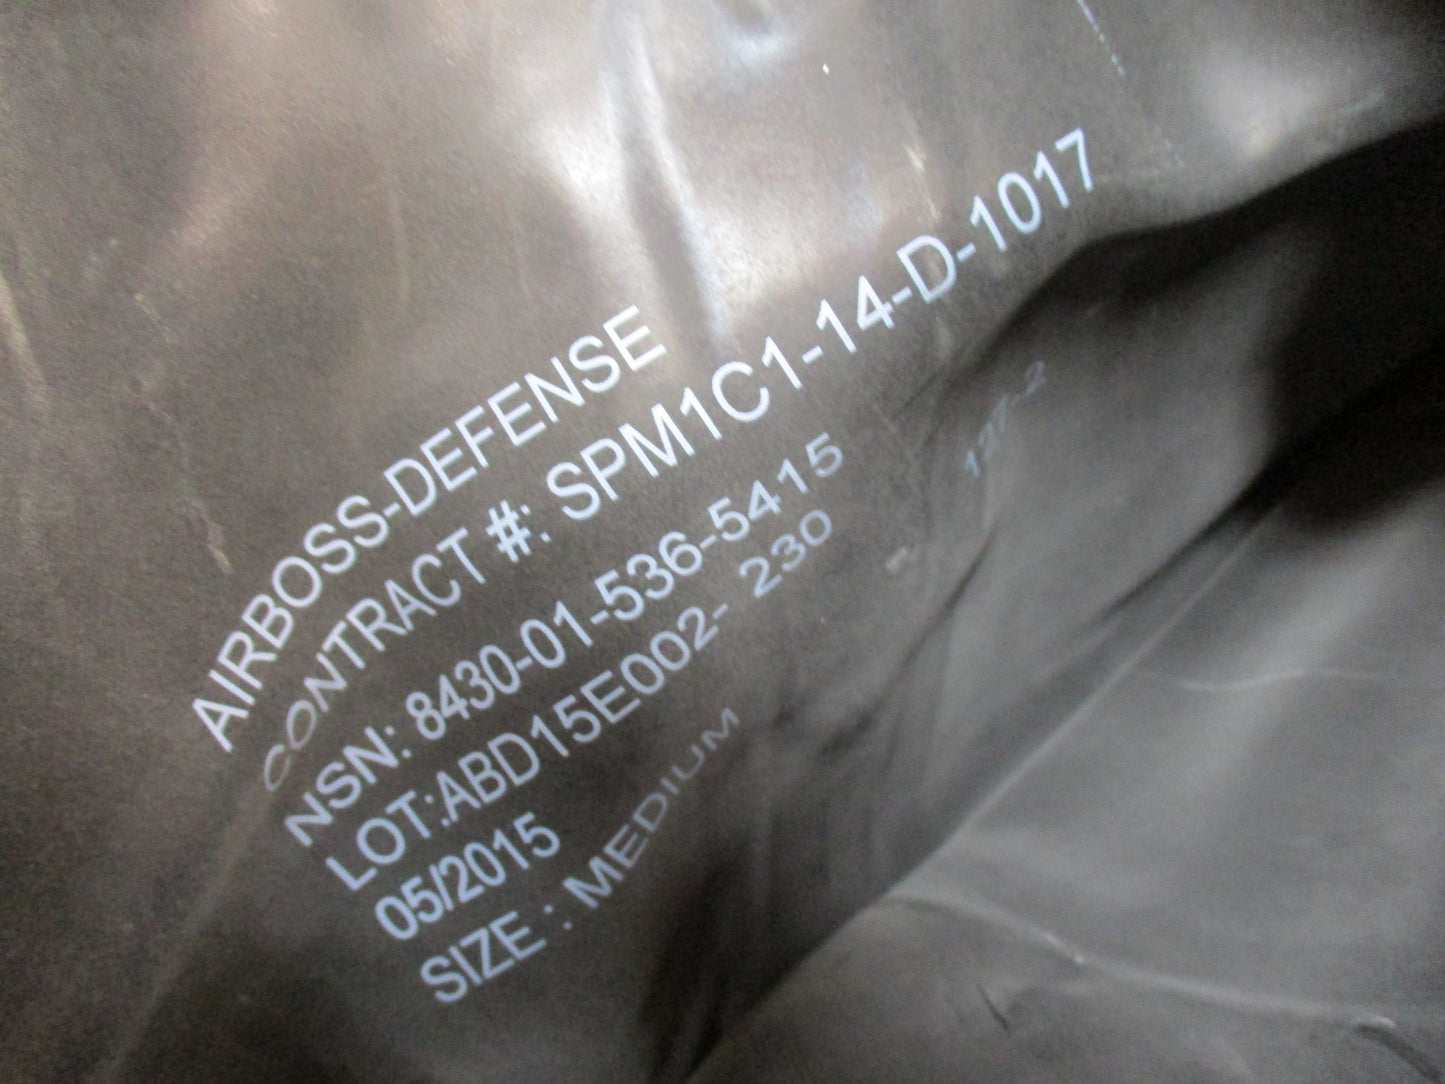 AIRBOSS-DEFENSE
CONTRACT #: SPM1C1-14-D-1017
NSN: 8430-01-536-5415
LOT:ABD15E002- 230
05/2015
SIZE : MEDIUM